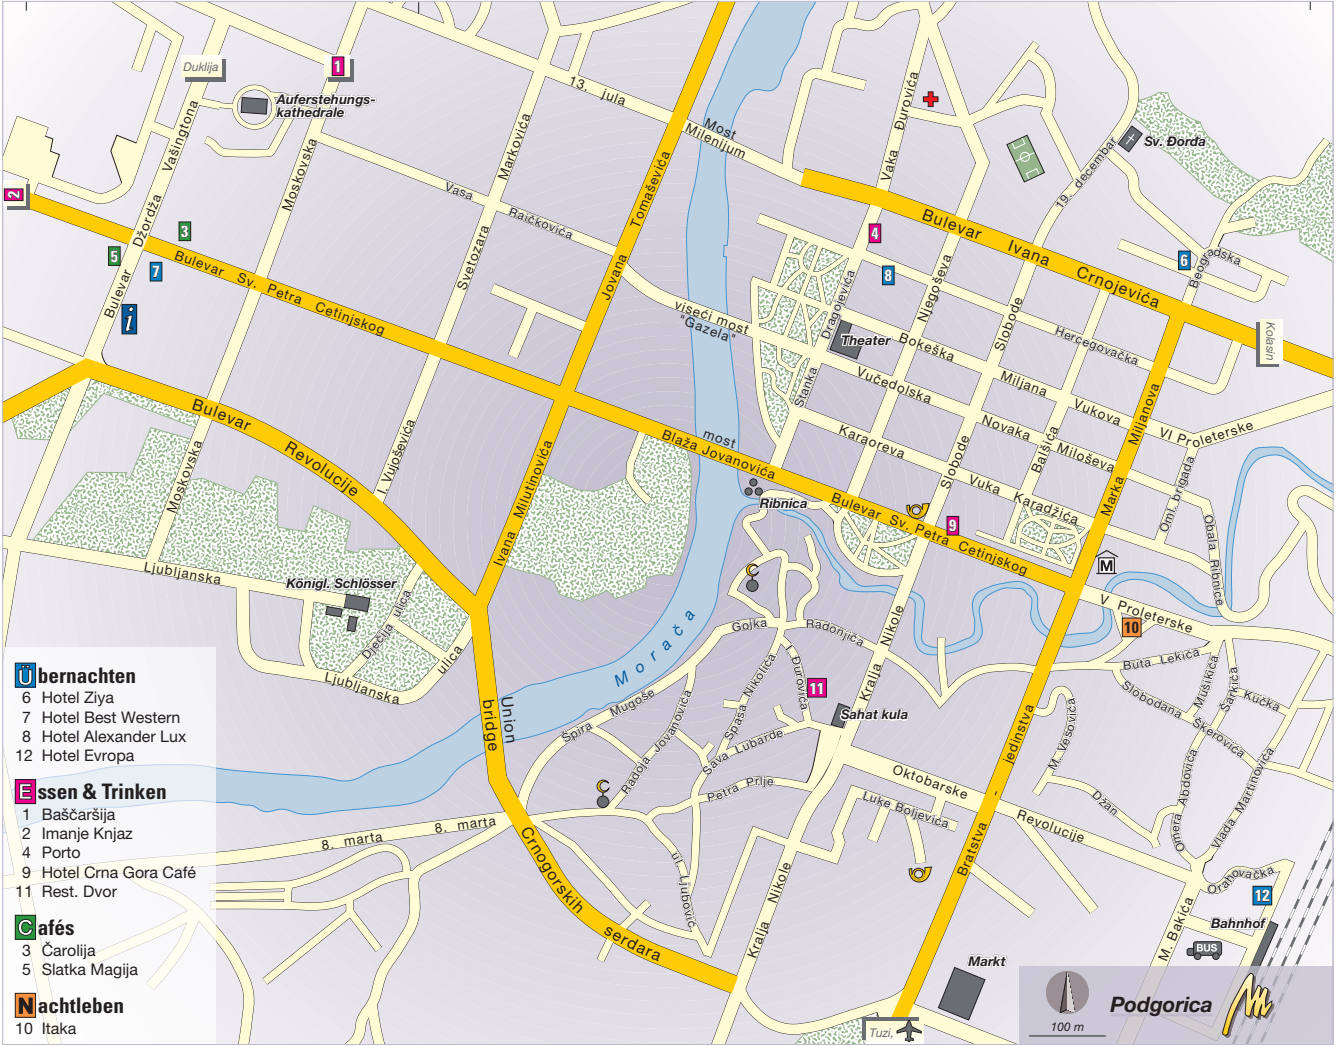 Duklija
1
Auferstehungs-
kathedrale
13. jula
Most
Milenijum
Vaka Đurovića
19. decembar
Sv. Đorđa
Bulevar Džordža Vašingtona
Moskovska
Svetozara Markovića
Vasa Raičkovića
Jovana Tomaševića
2
3
5
7
i
4
8
6
Bulevar Sv. Petra Cetinjskog
Bulevar Ivana Crnojevića
Beogradska
Kolasin
viseći most
"Gazela"
Stanka Dragojevića
Theater
Njegoševa
Slobode
Bokeška
Hercegovačka
Miljana Vukova
Vučedolska
Novaka Miloševa
VI Proleterske
Marka Miljanova
Karaoreva
Slobode
Balšića
Vuka Karadžića
Oml. brigada
Obala Ribnice
Bulevar Revolucije
I. Vujoševića
Moskovska
Ivana Milutinovića
most
Blaža Jovanovića
Ribnica
Bulevar Sv. Petra Cetinjskog
9
M
V. Proleterske
10
Ljubljanska
Königl. Schlösser
Dječija ulica
ulica
Ljubljanska
Morača
Gojka Radonjića
Kralja Nikole
I. Đurovića
11
Sahat kula
Spasa Nikolića
Špira Mugoše
Radoja Jovanovića
Sava Lubarde
Petra Prlje
Union
bridge
Buta Lekića
Slobodana Škerovića
Mušikića
Šarkića
Kučka
M. Vesovića
Džan
Omera Abdovića
Vlada Martinovića
Oktobarske Revolucije
Luke Boljevića
Bratstva - jedinstva
8. marta
8. marta
Crnogorskih serdara
ul. Ljubović
Kralja Nikole
Orahovačka
12
Bahnhof
BUS
M. Bakića
Markt
Tuzi,
100 m
Podgorica
Übernachten
6 Hotel Ziya
7 Hotel Best Western
8 Hotel Alexander Lux
12 Hotel Evropa
Essen & Trinken
1 Baščaršija
2 Imanje Knjaz
4 Porto
9 Hotel Crna Gora Café
11 Rest. Dvor
Cafés
3 Čarolija
5 Slatka Magija
Nachtleben
10 Itaka